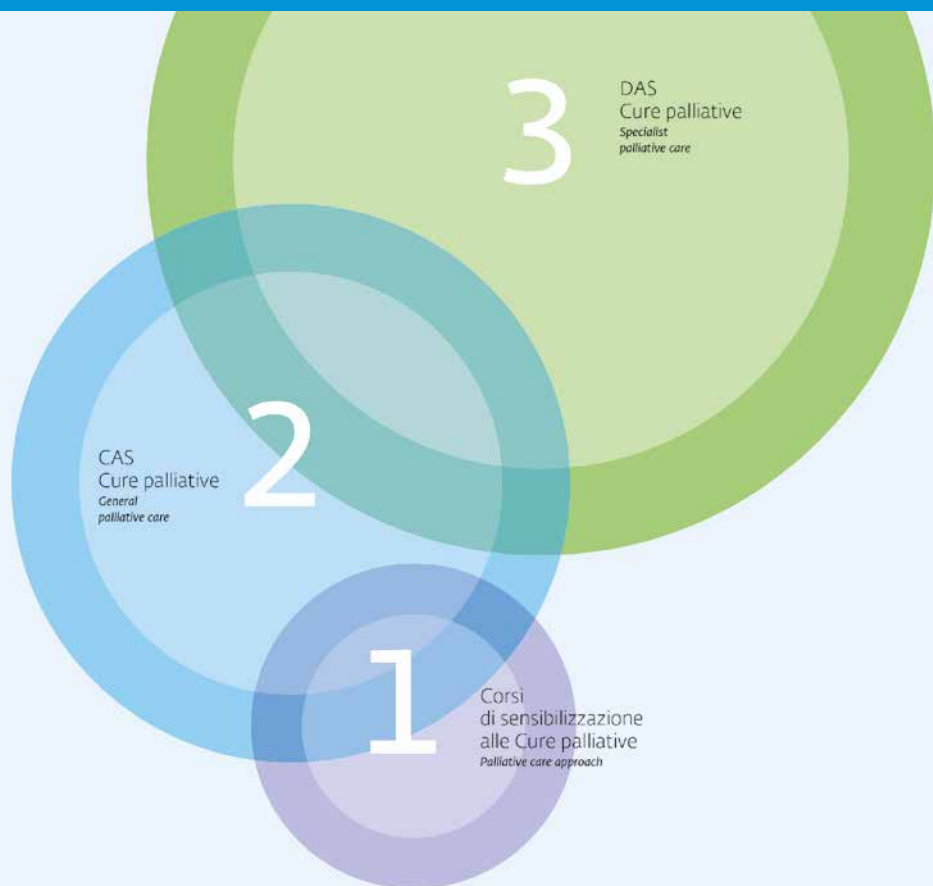 3
DAS
Cure palliative
Specialist
palliative care
2
CAS
Cure palliative
General
palliative care
1
Corsi
di sensibilizzazione
alle Cure palliative
Palliative care approach